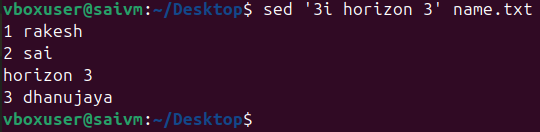 vboxuser@saivm:~/Desktop$ sed '3i horizon 3' name.txt
1 rakesh
2 sai
horizon 3
3 dhanujaya
vboxuser@saivm:~/Desktop$